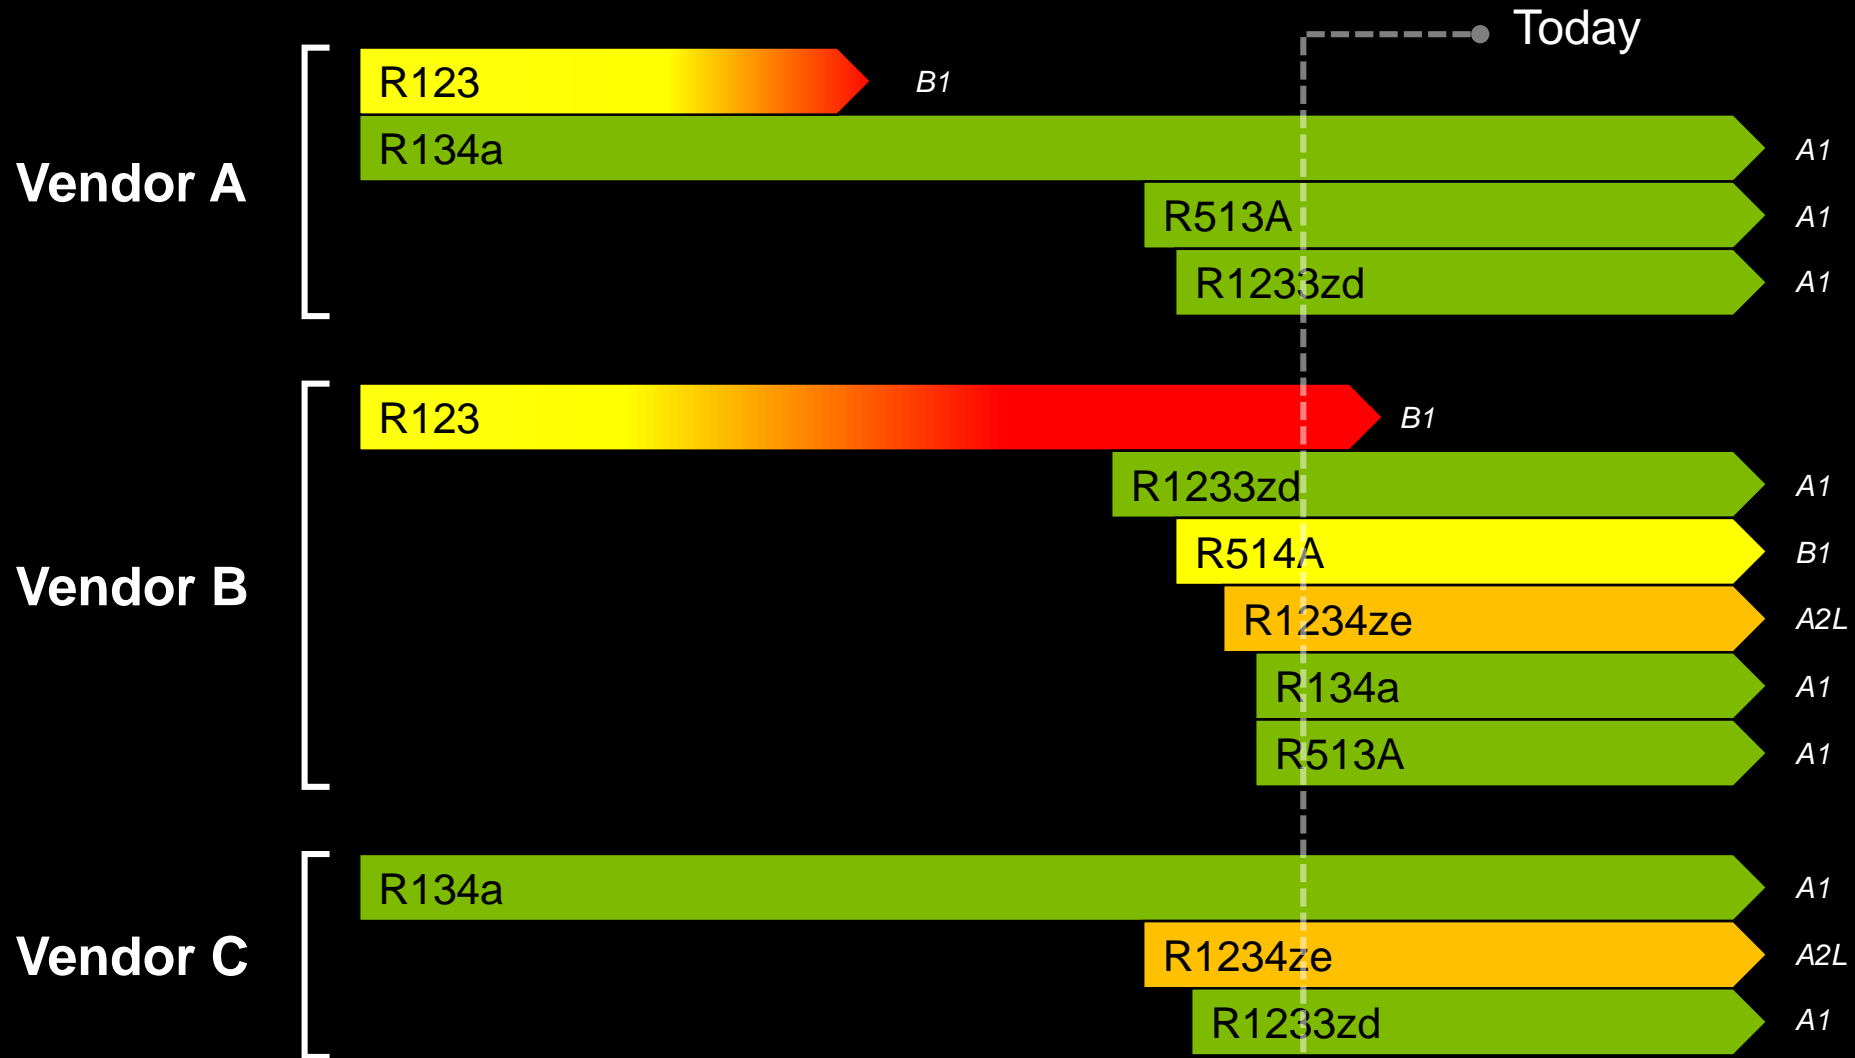 Today
Vendor A
R123 B1
R134a A1
R513A A1
R1233zd A1
Vendor B
R123 B1
R1233zd A1
R514A B1
R1234ze A2L
R134a A1
R513A A1
Vendor C
R134a A1
R1234ze A2L
R1233zd A1